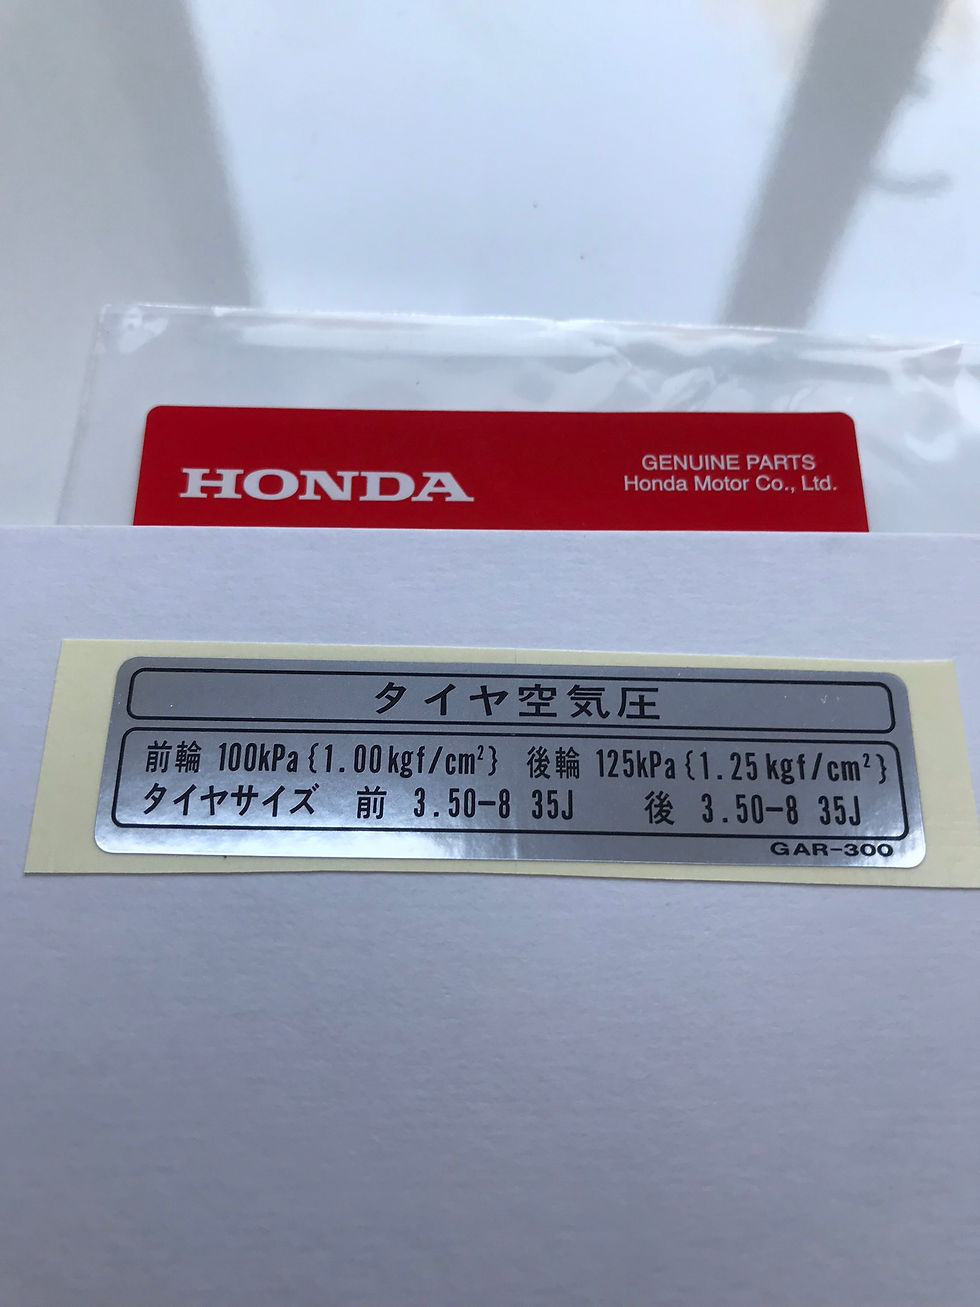 HONDA
GENUINE PARTS
Honda Motor Co., Ltd.
タイヤ空気圧
前輪 100kPa{1.00kgf/cm²} 後輪 125kPa{1.25kgf/cm²}
タイヤサイズ 前 3.50-8 35J 後 3.50-8 35J
GAR-300